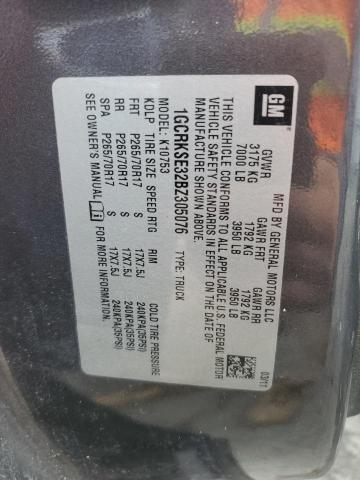 GM
MFD BY GENERAL MOTORS LLC
03/11
GVWR GAWR FRT GAWR RR
3175 KG 1792 KG 1792 KG
7000 LB 3950 LB 3950 LB
THIS VEHICLE CONFORMS TO ALL APPLICABLE U.S. FEDERAL MOTOR
VEHICLE SAFETY STANDARDS IN EFFECT ON THE DATE OF
MANUFACTURE SHOWN ABOVE.
1GCRKSE32BZ305076 TYPE: TRUCK
KDLP K10753
TIRE SIZE SPEED RTG RIM COLD TIRE PRESSURE
FRT P265/70R17 S 17X7.5J 240KPA(35PSI)
RR P265/70R17 S 17X7.5J 240KPA(35PSI)
SPA P265/70R17 S 17X7.5J 240KPA(35PSI)
SEE OWNER'S MANUAL FOR MORE INFORMATION.